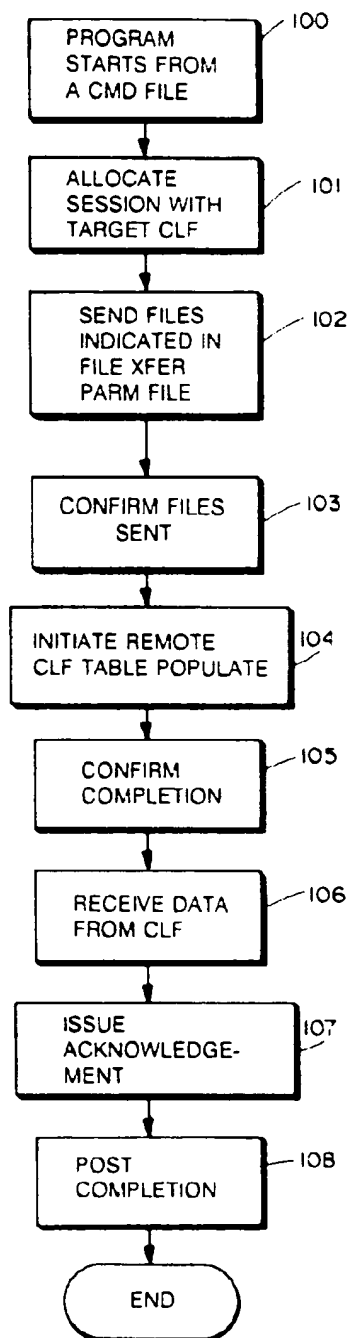 PROGRAM
STARTS FROM
A CMD FILE
100
ALLOCATE
SESSION WITH
TARGET CLF
101
SEND FILES
INDICATED IN
FILE XFER
PARM FILE
102
CONFIRM FILES
SENT
103
INITIATE REMOTE
CLF TABLE POPULATE
104
CONFIRM
COMPLETION
105
RECEIVE DATA
FROM CLF
106
ISSUE
ACKNOWLEDGE-
MENT
107
POST
COMPLETION
108
END